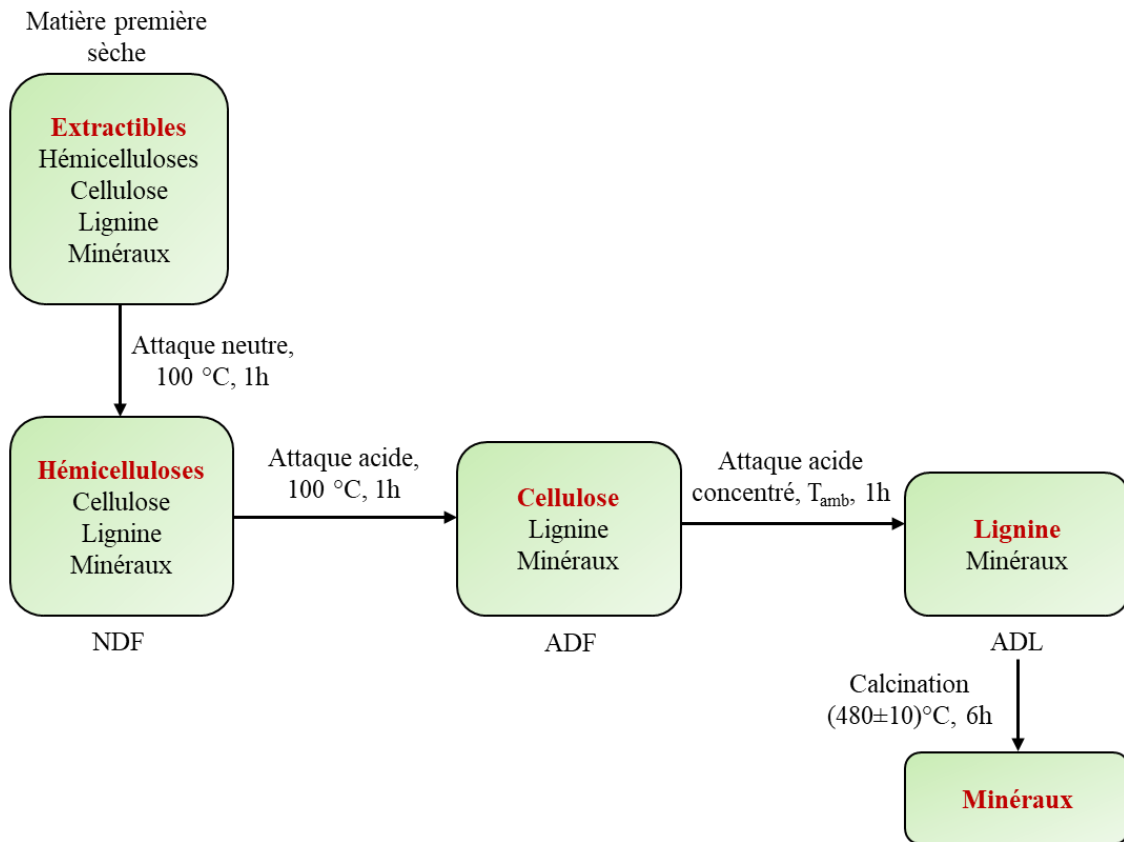 Matière première
sèche
Extractibles
Hémicelluloses
Cellulose
Lignine
Minéraux
Attaque neutre,
100 °C, 1h
Hémicelluloses
Cellulose
Lignine
Minéraux
NDF
Attaque acide,
100 °C, 1h
Cellulose
Lignine
Minéraux
ADF
Attaque acide
concentré, Tamb, 1h
Lignine
Minéraux
ADL
Calcination
(480±10)°C, 6h
Minéraux